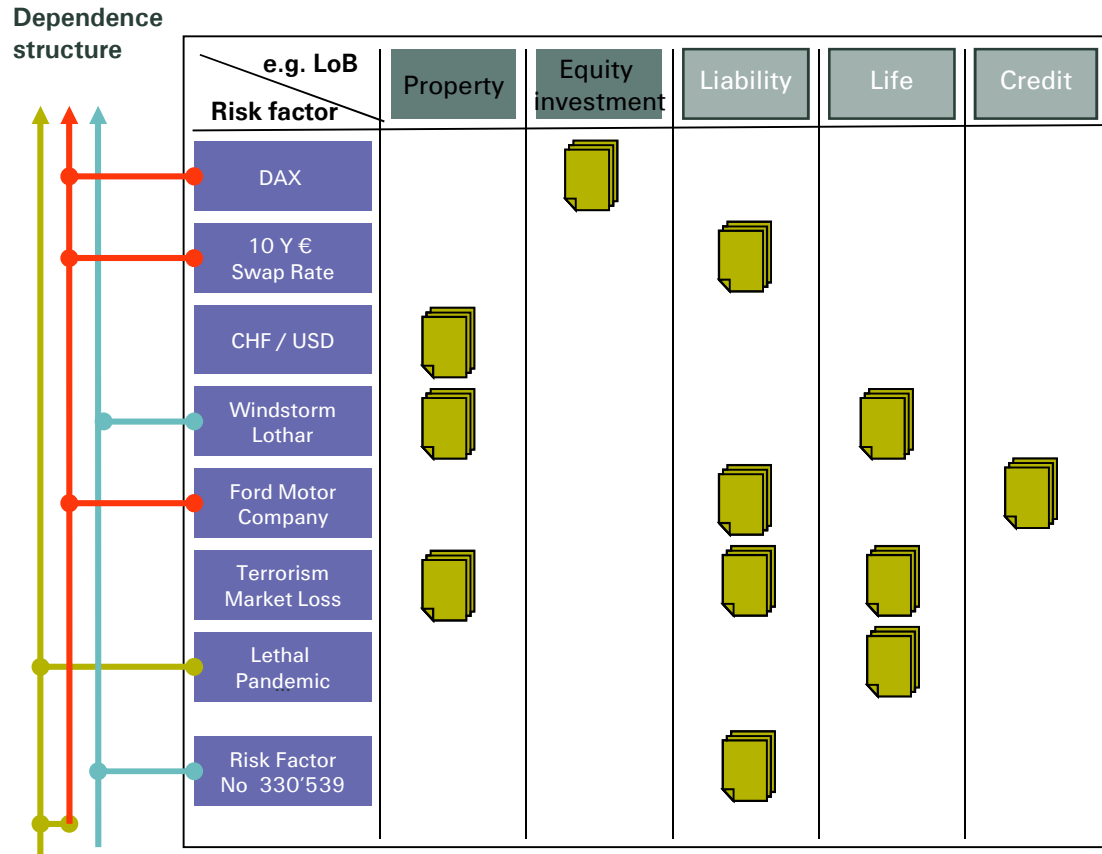 Dependence
structure
e.g. LoB
Risk factor
Property
Equity
investment
Liability
Life
Credit
DAX
10 Y €
Swap Rate
CHF / USD
Windstorm
Lothar
Ford Motor
Company
Terrorism
Market Loss
Lethal
Pandemic
...
Risk Factor
No 330'539